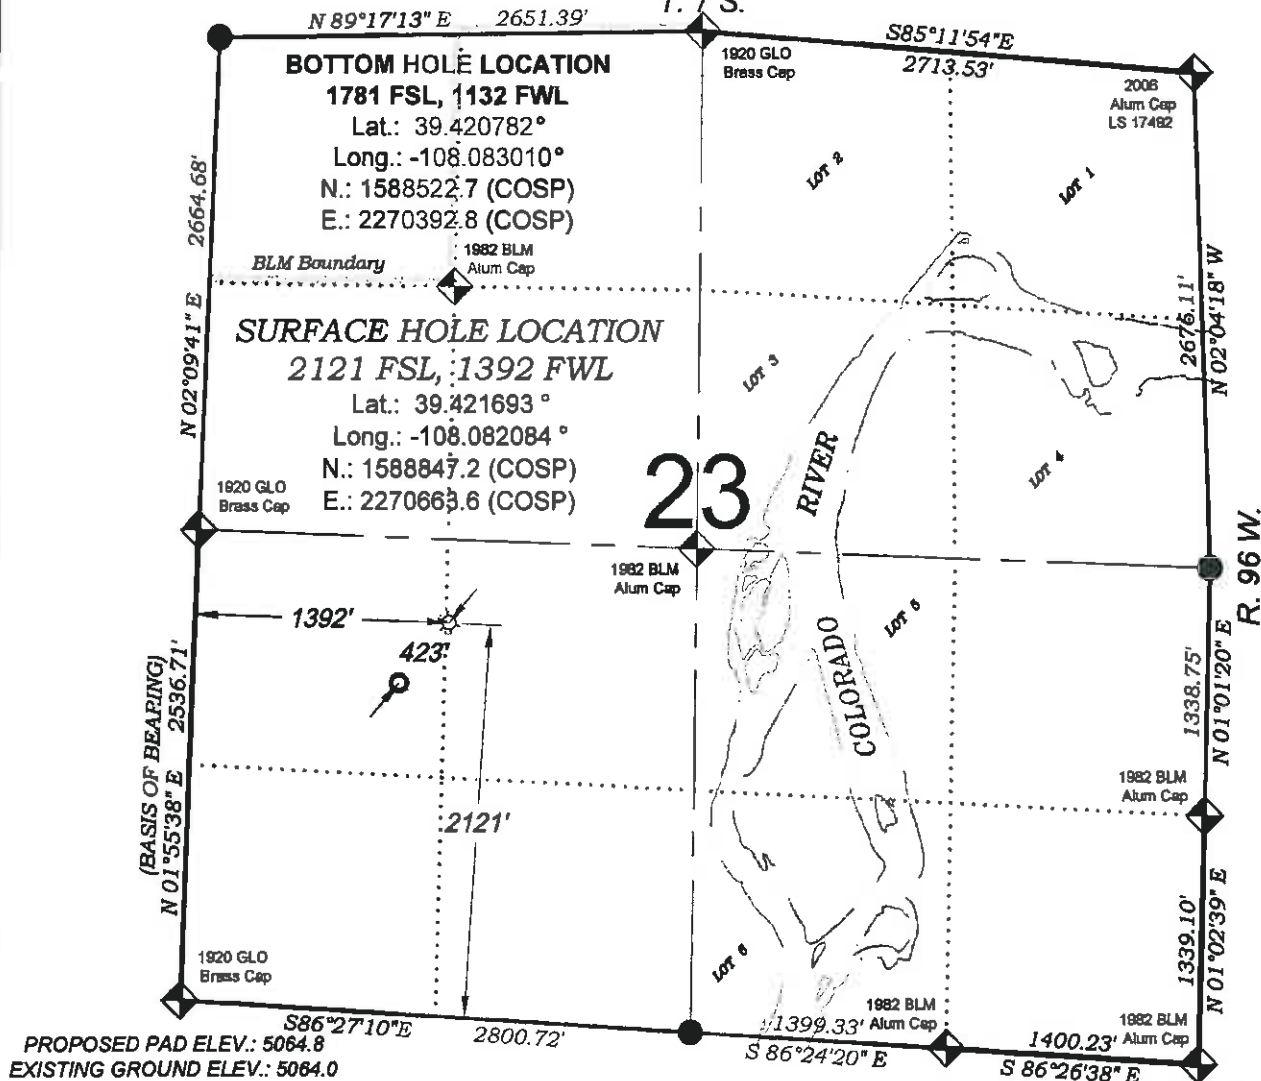 T. 7 S.
N 89°17'13" E 2651.39'
S85°11'54"E
2713.53'
1920 GLO
Brass Cap
2006
Alum Cap
LS 17492
BOTTOM HOLE LOCATION
1781 FSL, 1132 FWL
Lat.: 39.420782°
Long.: -108.083010°
N.: 1588522.7 (COSP)
E.: 2270392.8 (COSP)
LOT 2
LOT 1
2664.68'
N 02°09'41" E
BLM Boundary
1982 BLM
Alum Cap
2676.11'
N 02°04'18" W
SURFACE HOLE LOCATION
2121 FSL, 1392 FWL
Lat.: 39.421693 °
Long.: -108.082084 °
N.: 1588847.2 (COSP)
E.: 2270663.6 (COSP)
LOT 3
LOT 4
23
RIVER
1920 GLO
Brass Cap
R. 96 W.
1982 BLM
Alum Cap
1392'
423'
LOT 5
COLORADO
(BASIS OF BEARING)
N 01°55'38" E 2536.71'
1338.75'
N 01°01'20" E
1982 BLM
Alum Cap
2121'
1920 GLO
Brass Cap
LOT 6
1339.10'
N 01°02'39" E
1982 BLM
Alum Cap
1982 BLM
Alum Cap
S86°27'10"E
2800.72'
1399.33'
S 86°24'20" E
1400.23'
S 86°26'38" E
PROPOSED PAD ELEV.: 5064.8
EXISTING GROUND ELEV.: 5064.0